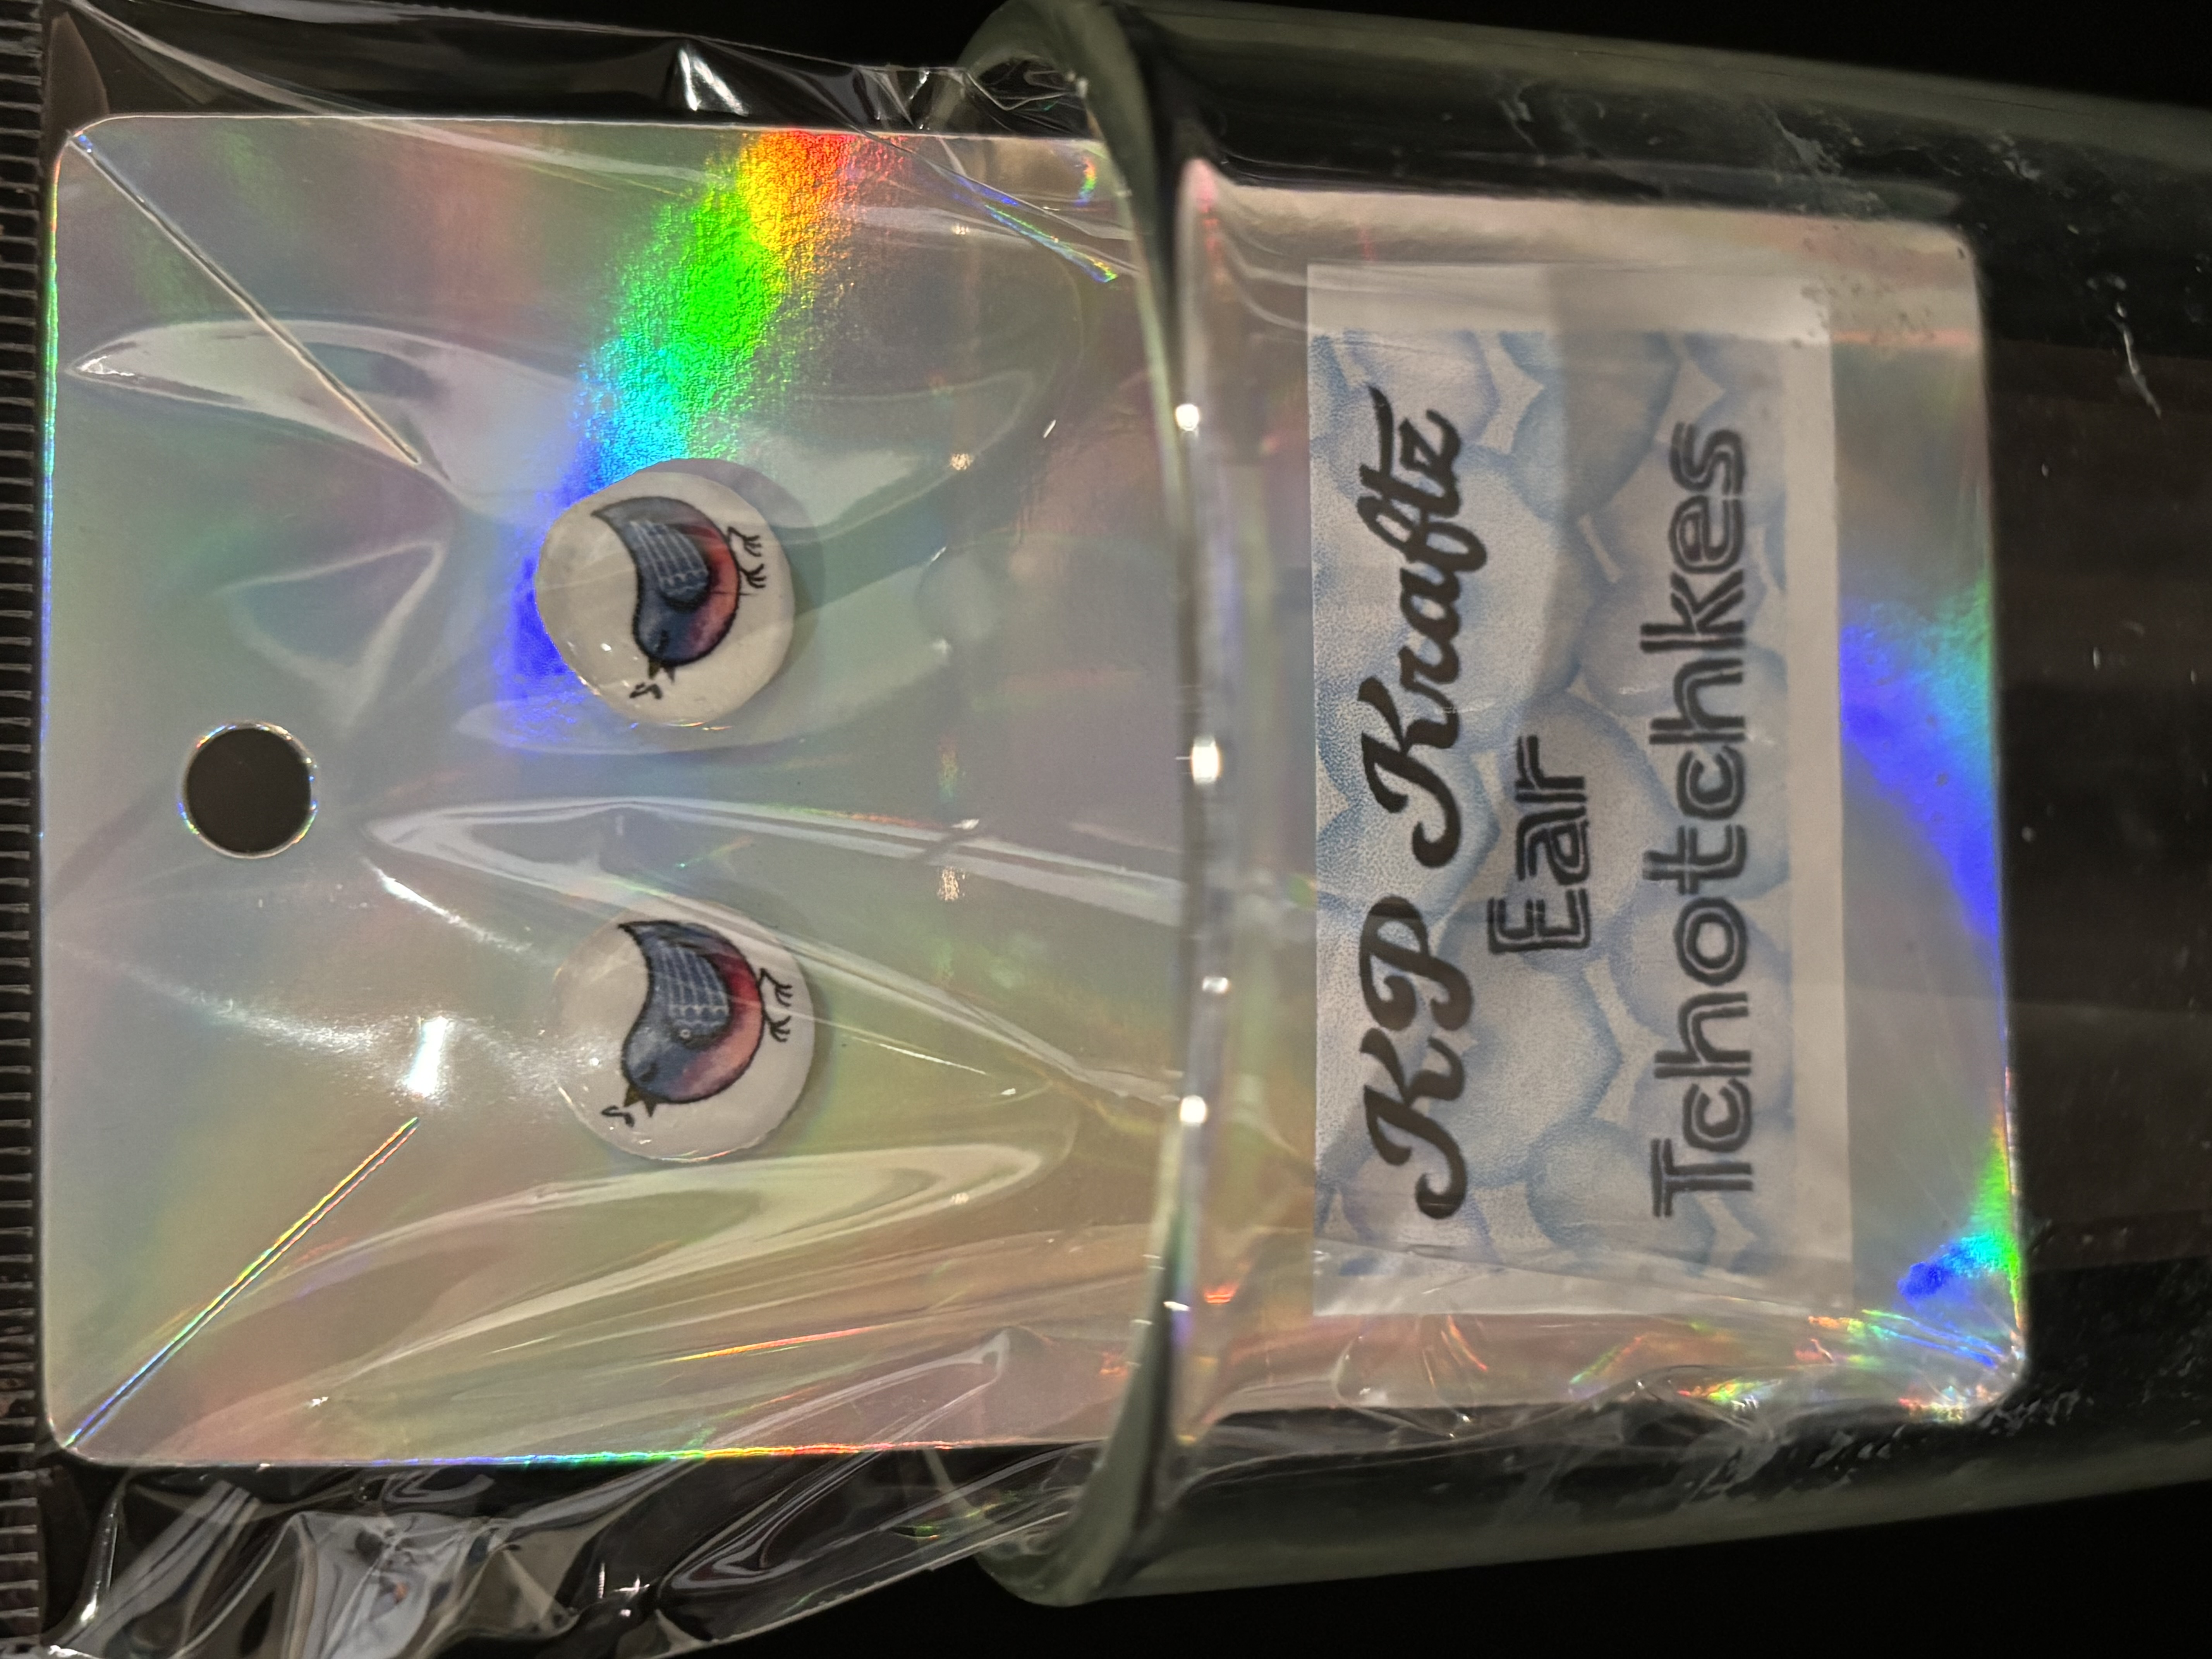 KP Kraftz
Ear
Tchotchkes